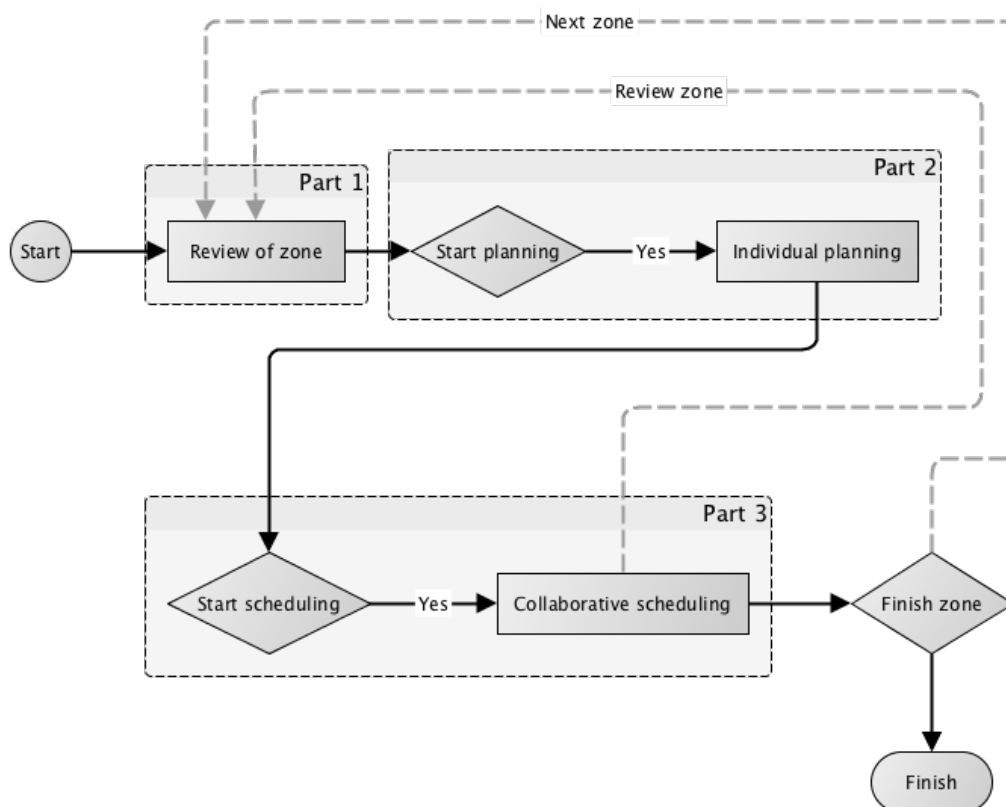 Next zone
Review zone
Part 1
Part 2
Start
Review of zone
Start planning
Yes
Individual planning
Part 3
Start scheduling
Yes
Collaborative scheduling
Finish zone
Finish